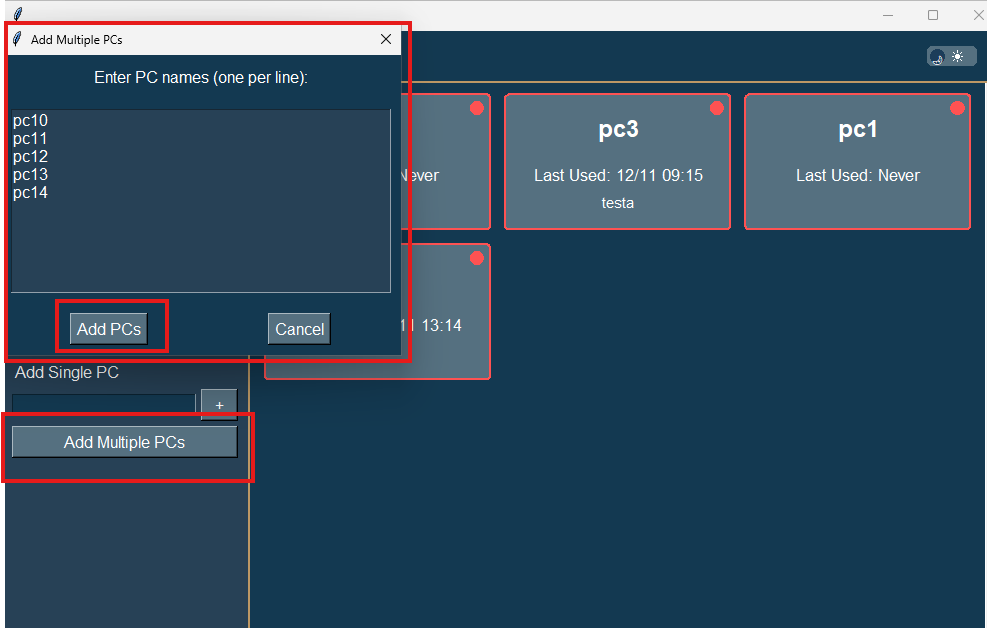 Add Multiple PCs
Enter PC names (one per line):
pc10
pc11
pc12
pc13
pc14
Add PCs
Cancel
Never
pc3
Last Used: 12/11 09:15
testa
pc1
Last Used: Never
13:14
Add Single PC
+
Add Multiple PCs